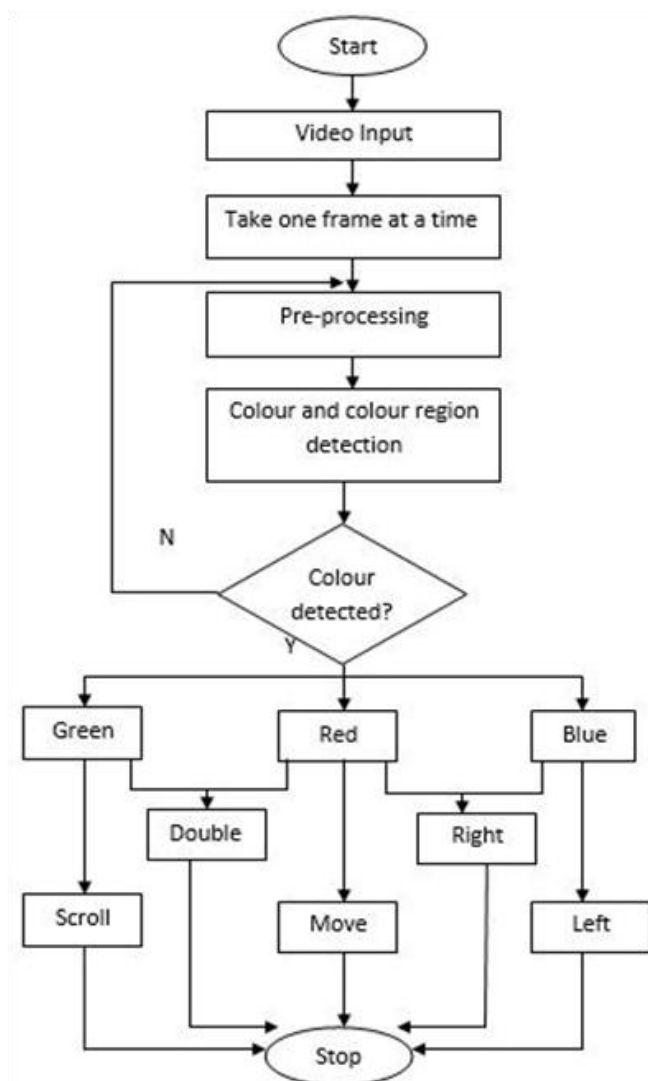 Start
Video Input
Take one frame at a time
Pre-processing
Colour and colour region
detection
N
Colour
detected?
Y
Green
Red
Blue
Double
Right
Scroll
Move
Left
Stop